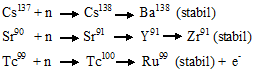 Cs¹³⁷ + n → Cs¹³⁸ → Ba¹³⁸ (stabil)
Sr⁹⁰ + n → Sr⁹¹ → Y⁹¹ → Zr⁹¹ (stabil)
Tc⁹⁹ + n → Tc¹⁰⁰ → Ru⁹⁹ (stabil) + e⁻